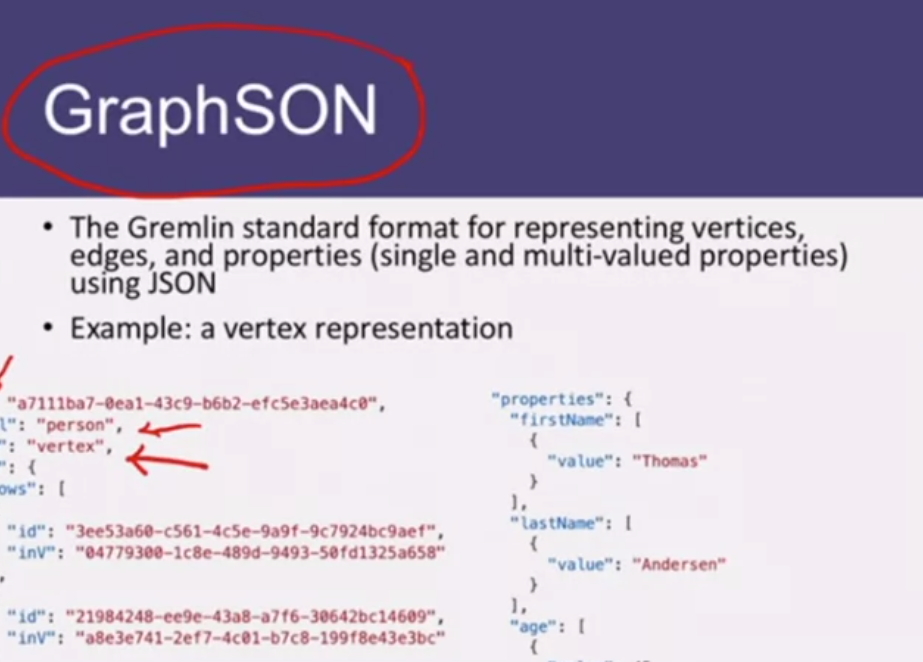 GraphSON
• The Gremlin standard format for representing vertices,
edges, and properties (single and multi-valued properties)
using JSON
• Example: a vertex representation
"a7111ba7-0ea1-43c9-b6b2-efc5e3aea4c0",
l": "person",
": "vertex",
": {
ows": [
"id": "3ee53a60-c561-4c5e-9a9f-9c7924bc9aef",
"inV": "04779300-1c8e-489d-9493-50fd1325a658"
,
"id": "21984248-ee9e-43a8-a7f6-30642bc14609",
"inV": "a8e3e741-2ef7-4c01-b7c8-199f8e43e3bc"
"properties": {
"firstName": [
{
"value": "Thomas"
}
],
"lastName": [
{
"value": "Andersen"
}
],
"age": [
{